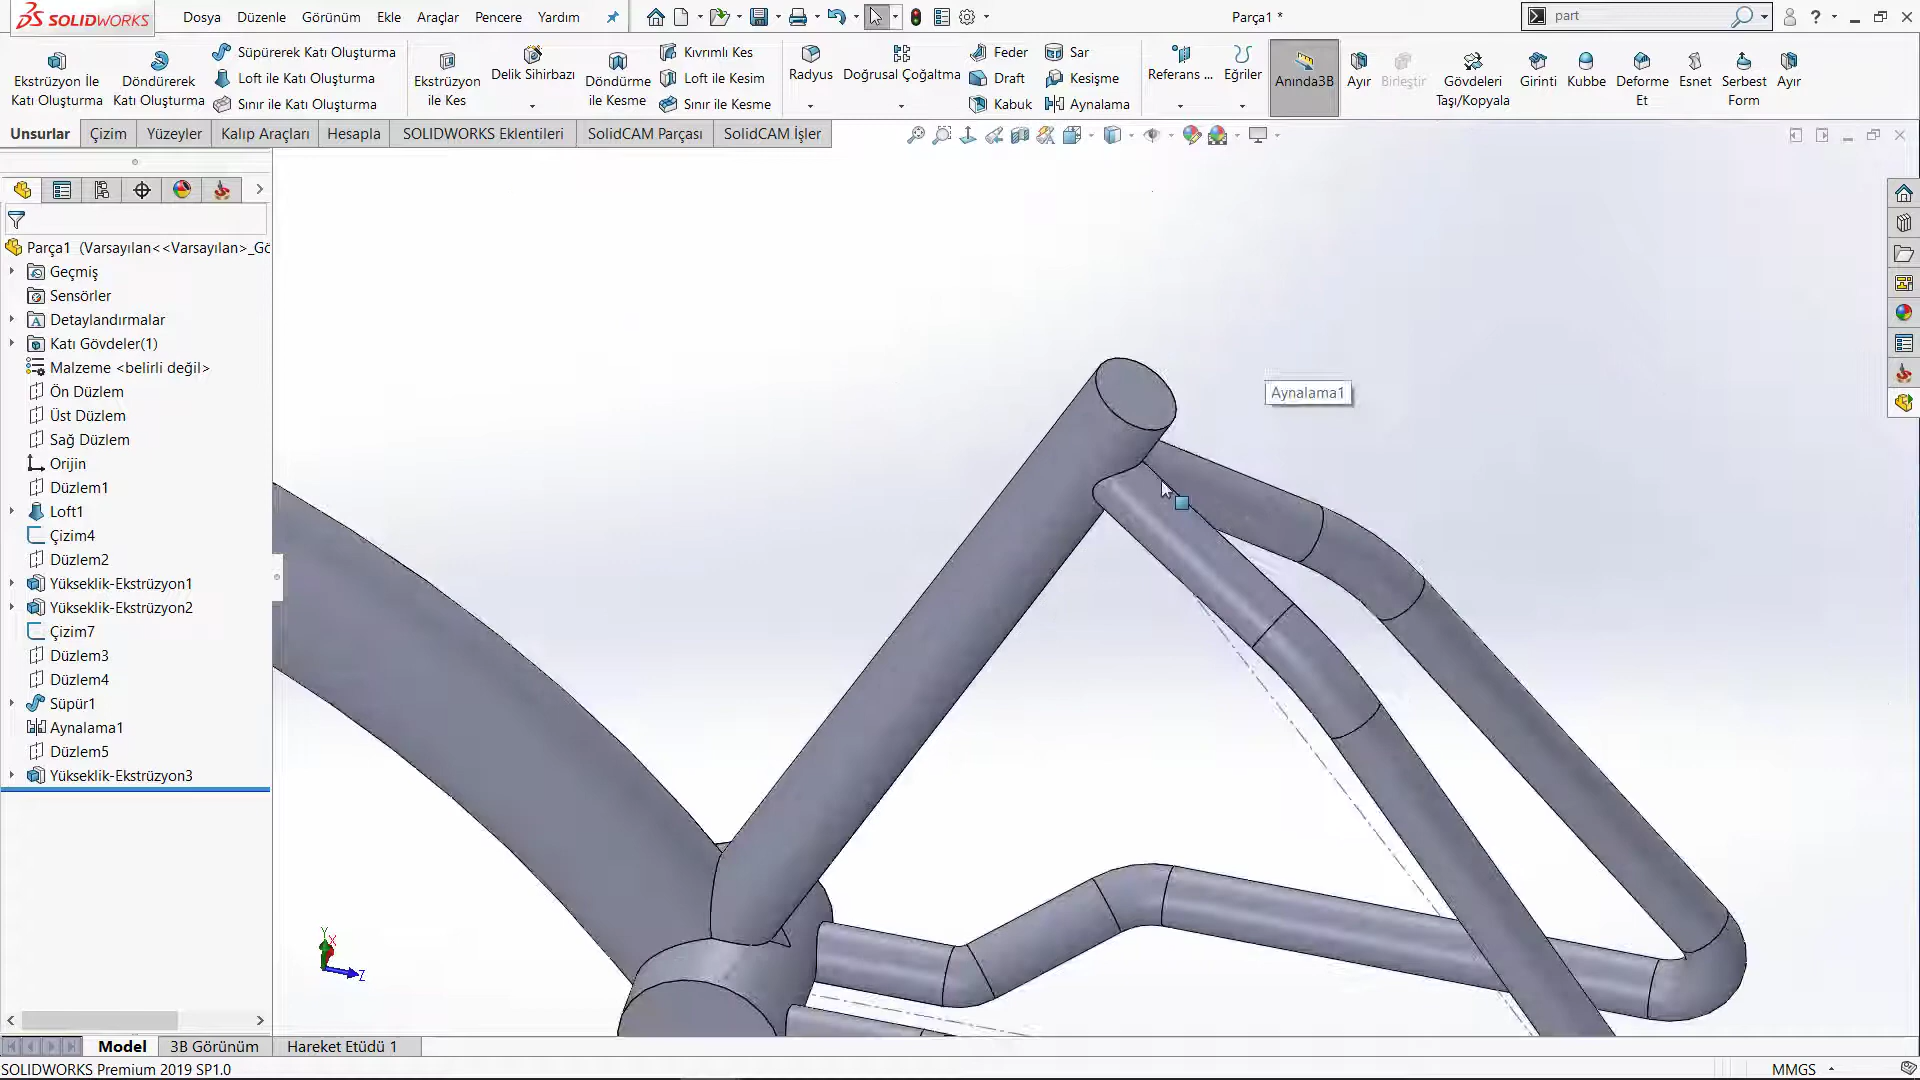 SOLIDWORKS
Dosya Düzenle Görünüm Ekle Araçlar Pencere Yardım
Parça1 *
part
Ekstrüzyon İle Katı Oluşturma
Döndürerek Katı Oluşturma
Süpürerek Katı Oluşturma
Loft ile Katı Oluşturma
Sınır ile Katı Oluşturma
Ekstrüzyon ile Kes
Delik Sihirbazı
Döndürme ile Kesme
Kıvrımlı Kes
Loft ile Kesim
Sınır ile Kesme
Radyus
Doğrusal Çoğaltma
Feder
Draft
Kabuk
Sar
Kesişme
Aynalama
Referans ...
Eğriler
Anında3B
Ayır
Birleştir
Gövdeleri Taşı/Kopyala
Girinti
Kubbe
Deforme Et
Esnet
Serbest Form
Ayır
Unsurlar Çizim Yüzeyler Kalıp Araçları Hesapla SOLIDWORKS Eklentileri SolidCAM Parçası SolidCAM İşler
Parça1 (Varsayılan<<Varsayılan>_Gö
Geçmiş
Sensörler
Detaylandırmalar
Katı Gövdeler(1)
Malzeme <belirli değil>
Ön Düzlem
Üst Düzlem
Sağ Düzlem
Orijin
Düzlem1
Loft1
Çizim4
Düzlem2
Yükseklik-Ekstrüzyon1
Yükseklik-Ekstrüzyon2
Çizim7
Düzlem3
Düzlem4
Süpür1
Aynalama1
Düzlem5
Yükseklik-Ekstrüzyon3
Aynalama1
Y
X
Z
Model 3B Görünüm Hareket Etüdü 1
SOLIDWORKS Premium 2019 SP1.0
MMGS